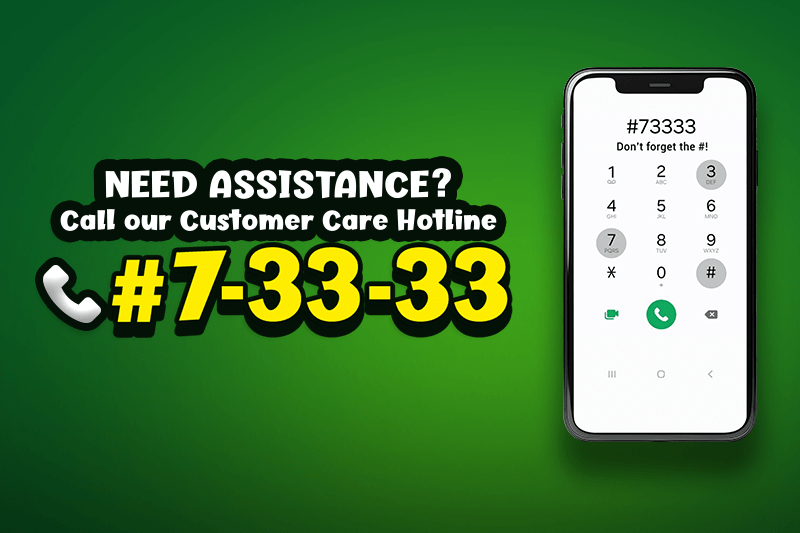 NEED ASSISTANCE?
Call our Customer Care Hotline
#7-33-33
#73333
Don't forget the #!
1 2 3
QD ABC DEF
4 5 6
GHI JKL MNO
7 8 9
PQRS TUV WXYZ
* 0 #
+